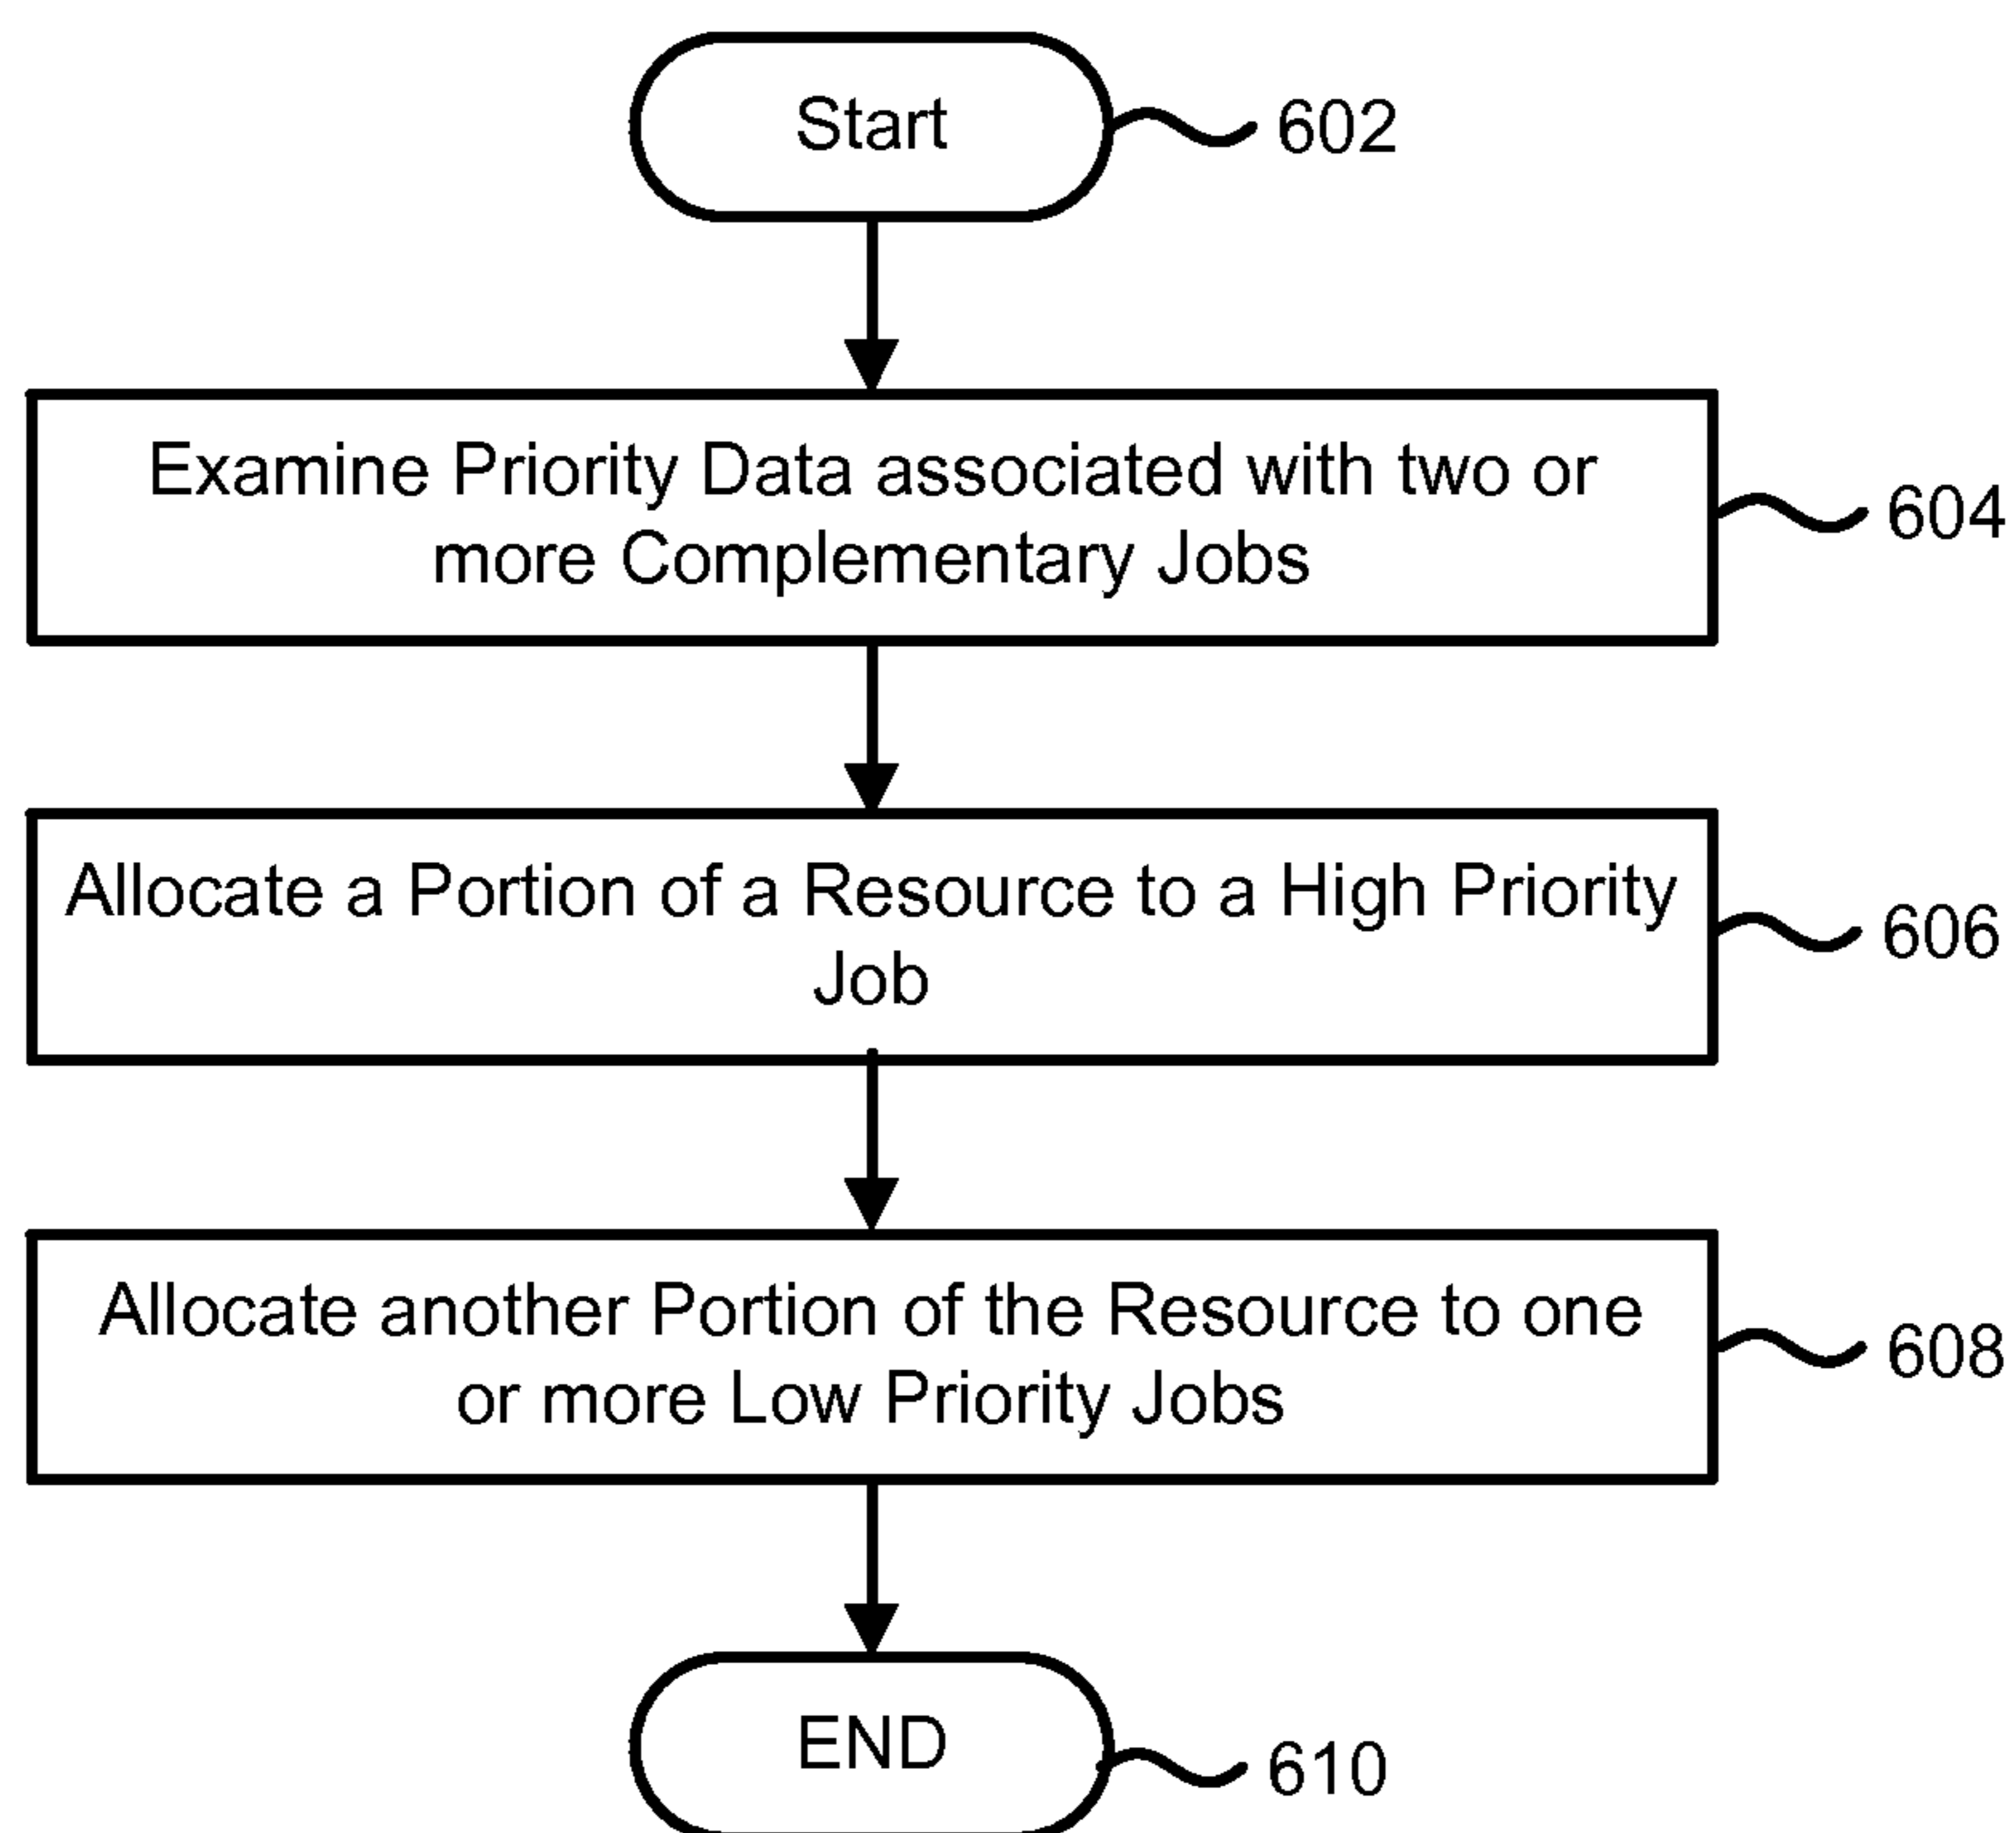 Start
602
Examine Priority Data associated with two or
more Complementary Jobs
604
Allocate a Portion of a Resource to a High Priority
Job
606
Allocate another Portion of the Resource to one
or more Low Priority Jobs
608
END
610